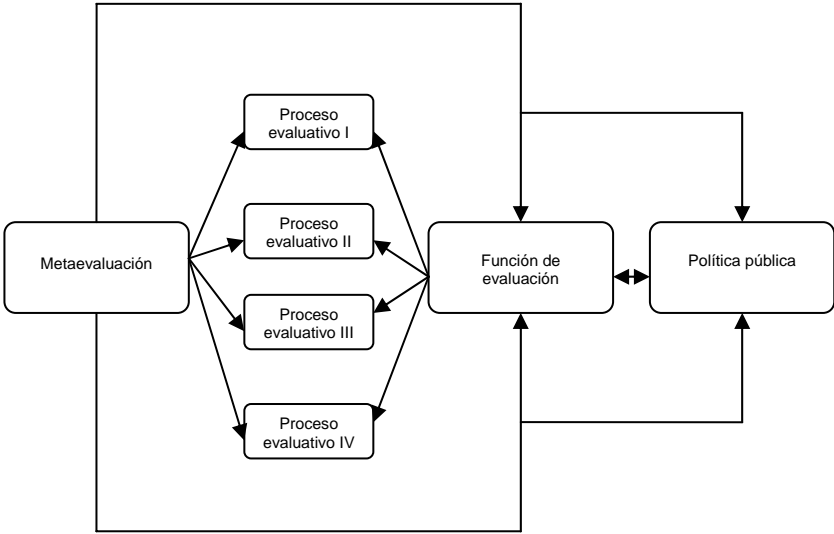 Proceso
evaluativo I
Proceso
evaluativo II
Metaevaluación
Función de
evaluación
Política pública
Proceso
evaluativo III
Proceso
evaluativo IV